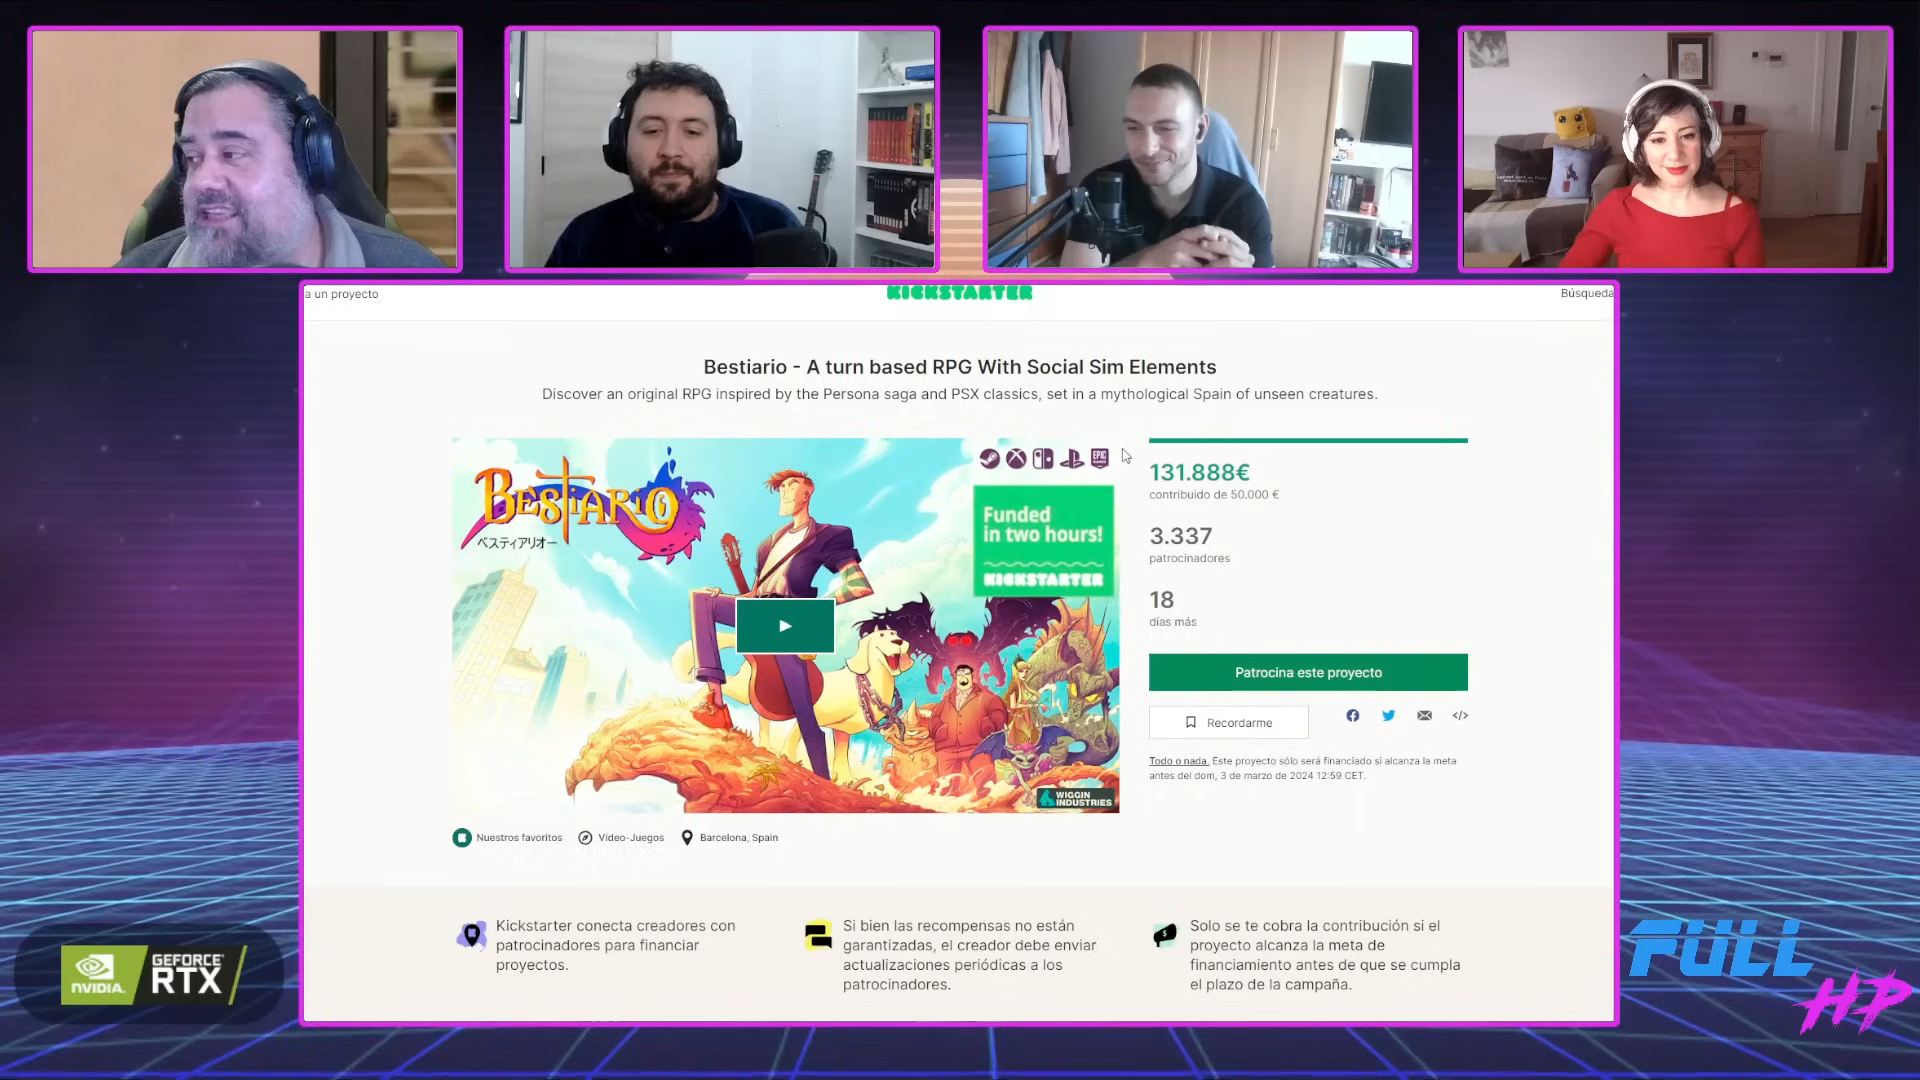 a un proyecto
KICKSTARTER
Búsqueda
Bestiario - A turn based RPG With Social Sim Elements
Discover an original RPG inspired by the Persona saga and PSX classics, set in a mythological Spain of unseen creatures.
BESTIARIO
ベスティアリオー
EPIC GAMES
Funded
in two hours!
KICKSTARTER
WIGGIN
INDUSTRIES
131.888€
contribuido de 50.000 €
3.337
patrocinadores
18
días más
Patrocina este proyecto
Recordarme
</>
Todo o nada. Este proyecto sólo será financiado si alcanza la meta
antes del dom, 3 de marzo de 2024 12:59 CET.
Nuestros favoritos
Vídeo-Juegos
Barcelona, Spain
Kickstarter conecta creadores con
patrocinadores para financiar
proyectos.
Si bien las recompensas no están
garantizadas, el creador debe enviar
actualizaciones periódicas a los
patrocinadores.
Solo se te cobra la contribución si el
proyecto alcanza la meta de
financiamiento antes de que se cumpla
el plazo de la campaña.
NVIDIA.
GEFORCE
RTX
FULL
HP